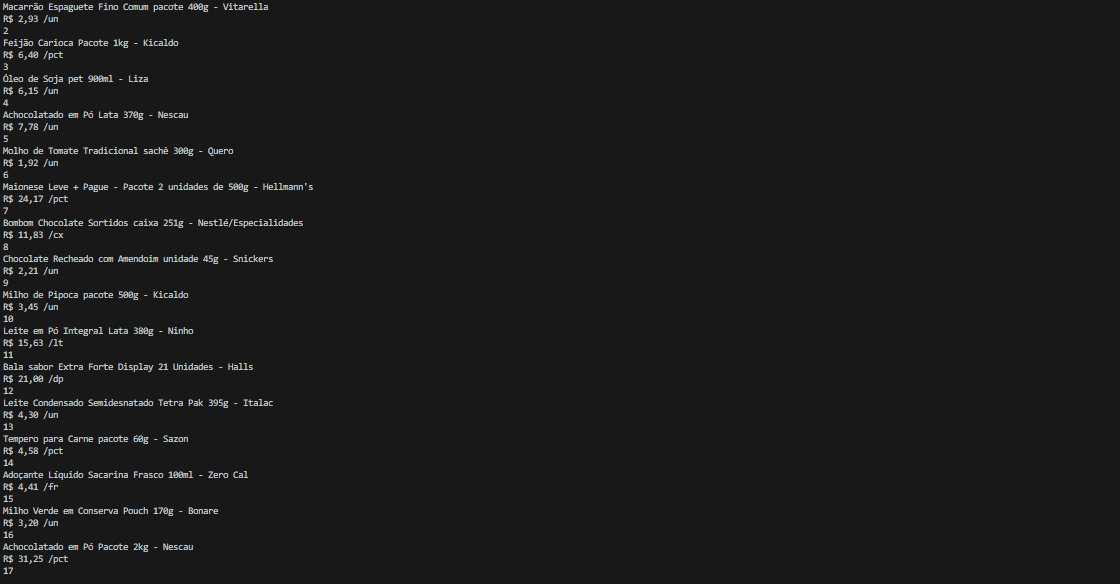 Macarrão Espaguete Fino Comum pacote 400g - Vitarella
R$ 2,93 /un
2
Feijão Carioca Pacote 1kg - Kicaldo
R$ 6,40 /pct
3
Óleo de Soja pet 900ml - Liza
R$ 6,15 /un
4
Achocolatado em Pó Lata 370g - Nescau
R$ 7,78 /un
5
Molho de Tomate Tradicional sachê 300g - Quero
R$ 1,92 /un
6
Maionese Leve + Pague - Pacote 2 unidades de 500g - Hellmann's
R$ 24,17 /pct
7
Bombom Chocolate Sortidos caixa 251g - Nestlé/Especialidades
R$ 11,83 /cx
8
Chocolate Recheado com Amendoim unidade 45g - Snickers
R$ 2,21 /un
9
Milho de Pipoca pacote 500g - Kicaldo
R$ 3,45 /un
10
Leite em Pó Integral Lata 380g - Ninho
R$ 15,63 /lt
11
Bala sabor Extra Forte Display 21 Unidades - Halls
R$ 21,00 /dp
12
Leite Condensado Semidesnatado Tetra Pak 395g - Italac
R$ 4,30 /un
13
Tempero para Carne pacote 60g - Sazon
R$ 4,58 /pct
14
Adoçante Líquido Sacarina Frasco 100ml - Zero Cal
R$ 4,41 /fr
15
Milho Verde em Conserva Pouch 170g - Bonare
R$ 3,20 /un
16
Achocolatado em Pó Pacote 2kg - Nescau
R$ 31,25 /pct
17